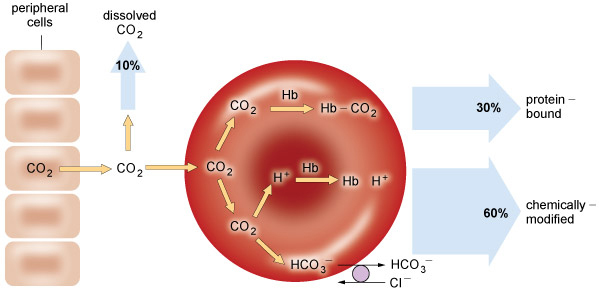 peripheral
cells
dissolved
CO₂
10%
CO₂
CO₂
CO₂
CO₂
Hb
Hb – CO₂
H⁺
Hb
Hb H⁺
CO₂
HCO₃⁻
HCO₃⁻
Cl⁻
30%
protein –
bound
60%
chemically –
modified